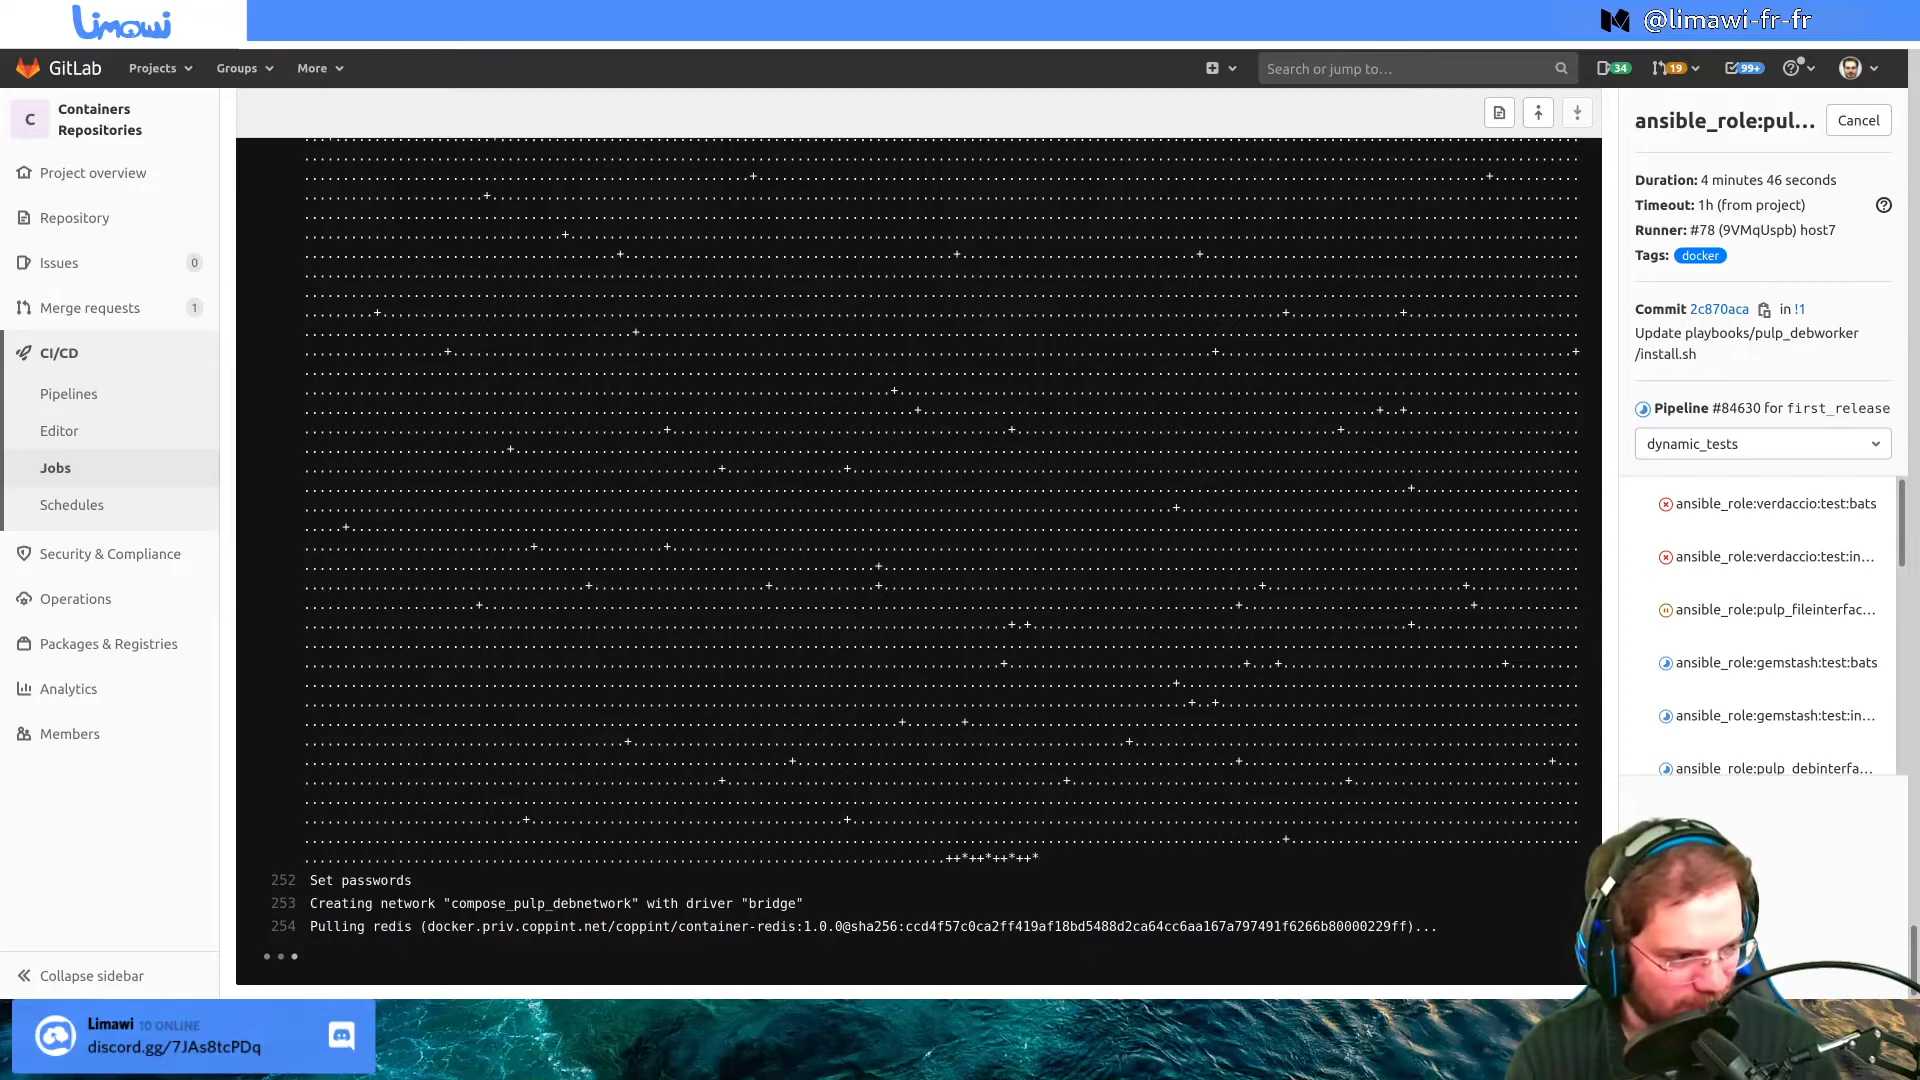 Limawi
@limawi-fr-fr
GitLab
Projects
Groups
More
Search or jump to…
34
19
99+
C
Containers
Repositories
Project overview
Repository
Issues
0
Merge requests
1
CI/CD
Pipelines
Editor
Jobs
Schedules
Security & Compliance
Operations
Packages & Registries
Analytics
Members
Collapse sidebar
++*++*++*++*
252 Set passwords
253 Creating network "compose_pulp_debnetwork" with driver "bridge"
254 Pulling redis (docker.priv.coppint.net/coppint/container-redis:1.0.0@sha256:ccd4f57c0ca2ff419af18bd5488d2ca64cc6aa167a797491f6266b80000229ff)...
ansible_role:pul...
Cancel
Duration: 4 minutes 46 seconds
Timeout: 1h (from project)
Runner: #78 (9VMqUspb) host7
Tags: docker
Commit 2c870aca in !1
Update playbooks/pulp_debworker
/install.sh
Pipeline #84630 for first_release
dynamic_tests
ansible_role:verdaccio:test:bats
ansible_role:verdaccio:test:in...
ansible_role:pulp_fileinterfac...
ansible_role:gemstash:test:bats
ansible_role:gemstash:test:in...
ansible_role:pulp_debinterfa...
Limawi 10 ONLINE
discord.gg/7JAs8tcPDq